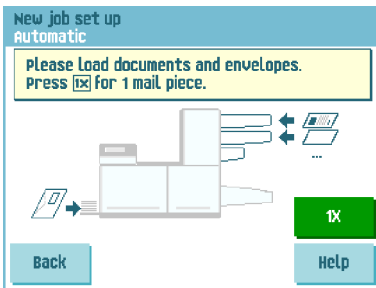 New job set up
Automatic
Please load documents and envelopes.
Press 1X for 1 mail piece.
...
1X
Back
Help